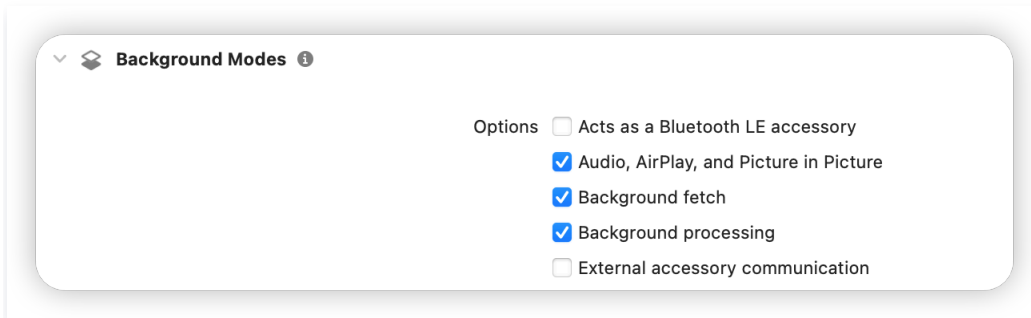 Background Modes
Options Acts as a Bluetooth LE accessory
Audio, AirPlay, and Picture in Picture
Background fetch
Background processing
External accessory communication